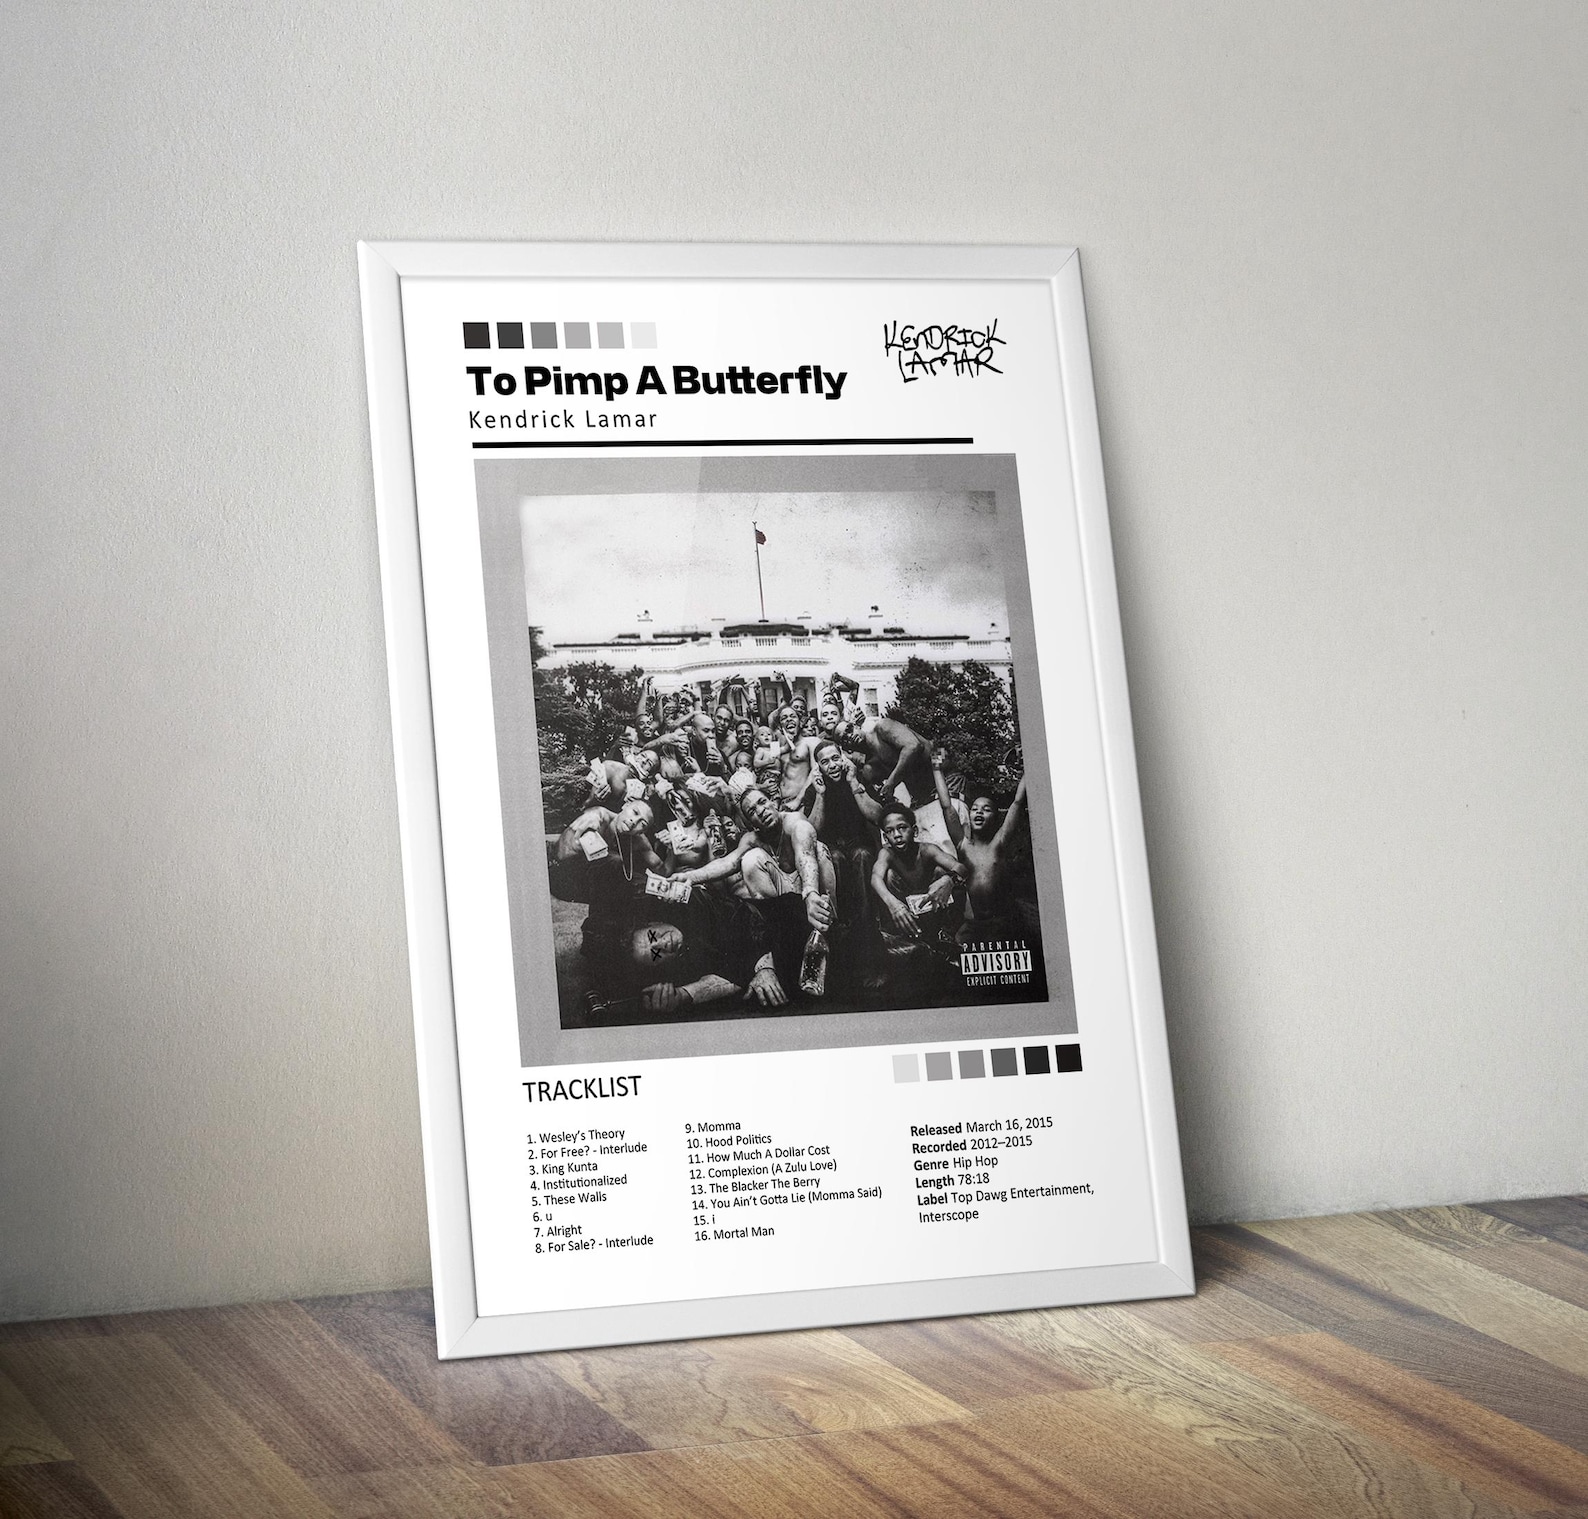 KENDRICK
LAMAR
To Pimp A Butterfly
Kendrick Lamar
PARENTAL
ADVISORY
EXPLICIT CONTENT
TRACKLIST
1. Wesley's Theory
2. For Free? - Interlude
3. King Kunta
4. Institutionalized
5. These Walls
6. u
7. Alright
8. For Sale? - Interlude
9. Momma
10. Hood Politics
11. How Much A Dollar Cost
12. Complexion (A Zulu Love)
13. The Blacker The Berry
14. You Ain't Gotta Lie (Momma Said)
15. i
16. Mortal Man
Released March 16, 2015
Recorded 2012–2015
Genre Hip Hop
Length 78:18
Label Top Dawg Entertainment,
Interscope